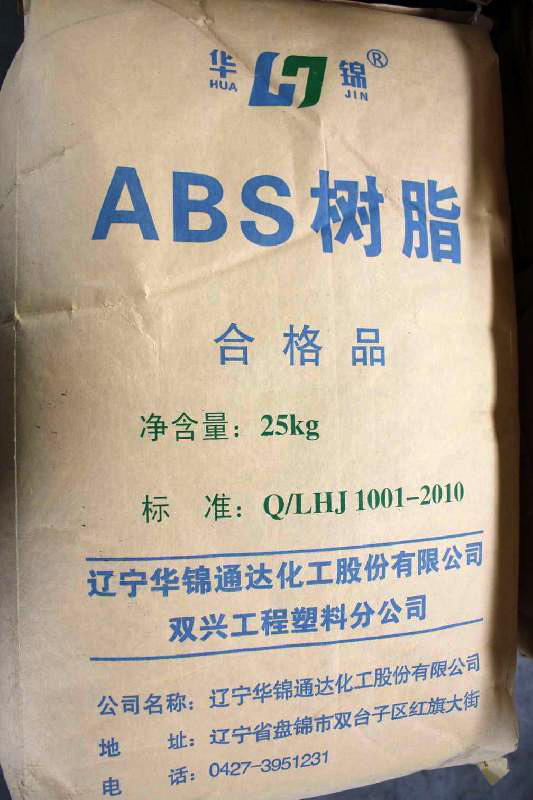 华 锦®
HUA JIN
ABS树脂
合格品
净含量：25kg
标 准：Q/LHJ 1001-2010
辽宁华锦通达化工股份有限公司
双兴工程塑料分公司
公司名称：辽宁华锦通达化工股份有限公司
地 址：辽宁省盘锦市双台子区红旗大街
电 话：0427-3951231